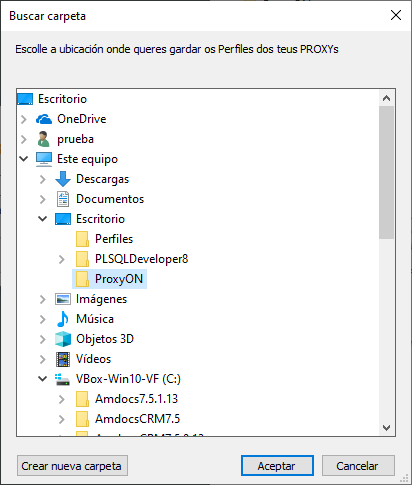 Buscar carpeta
Escolle a ubicación onde queres gardar os Perfiles dos teus PROXYs
Escritorio
OneDrive
prueba
Este equipo
Descargas
Documentos
Escritorio
Perfiles
PLSQLDeveloper8
ProxyON
Imágenes
Música
Objetos 3D
Vídeos
VBox-Win10-VF (C:)
Amdocs7.5.1.13
AmdocsCRM7.5
Crear nueva carpeta
Aceptar
Cancelar